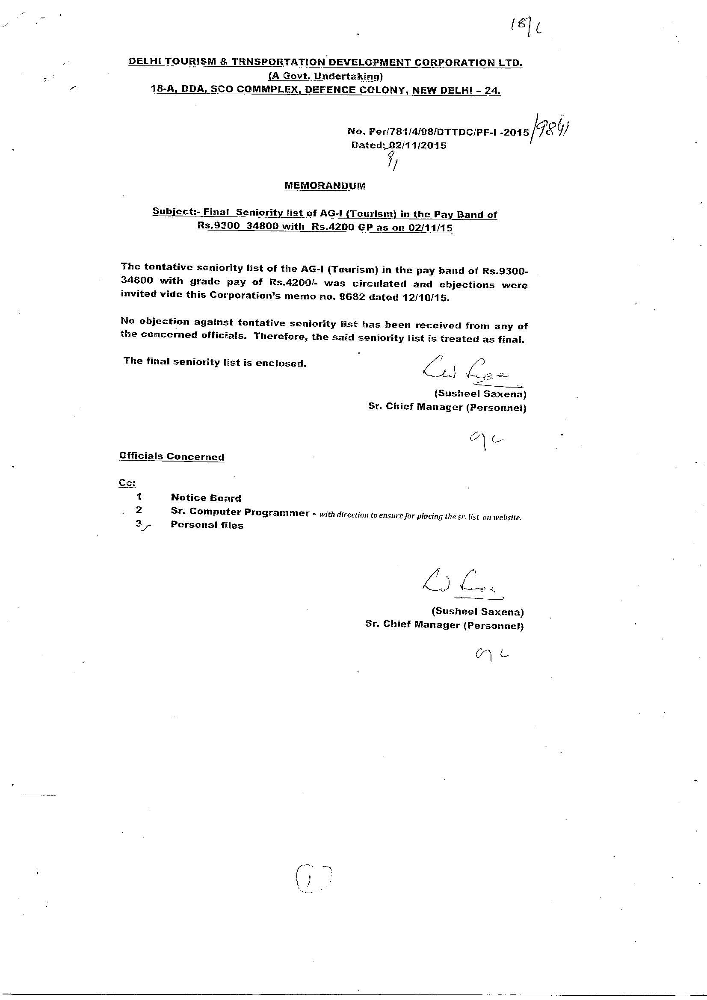 18/C
DELHI TOURISM & TRNSPORTATION DEVELOPMENT CORPORATION LTD.
(A Govt. Undertaking)
18-A, DDA, SCO COMMPLEX, DEFENCE COLONY, NEW DELHI – 24.
No. Per/781/4/98/DTTDC/PF-I -2015/9841
Dated: 02/11/2015
9/
MEMORANDUM
Subject:- Final Seniority list of AG-I (Tourism) in the Pay Band of
Rs.9300 34800 with Rs.4200 GP as on 02/11/15
The tentative seniority list of the AG-I (Tourism) in the pay band of Rs.9300-
34800 with grade pay of Rs.4200/- was circulated and objections were
invited vide this Corporation's memo no. 9682 dated 12/10/15.
No objection against tentative seniority list has been received from any of
the concerned officials. Therefore, the said seniority list is treated as final.
The final seniority list is enclosed.
(Susheel Saxena)
Sr. Chief Manager (Personnel)
Officials Concerned
Cc:
1 Notice Board
2 Sr. Computer Programmer - with direction to ensure for placing the sr. list on website.
3 Personal files
(Susheel Saxena)
Sr. Chief Manager (Personnel)
1